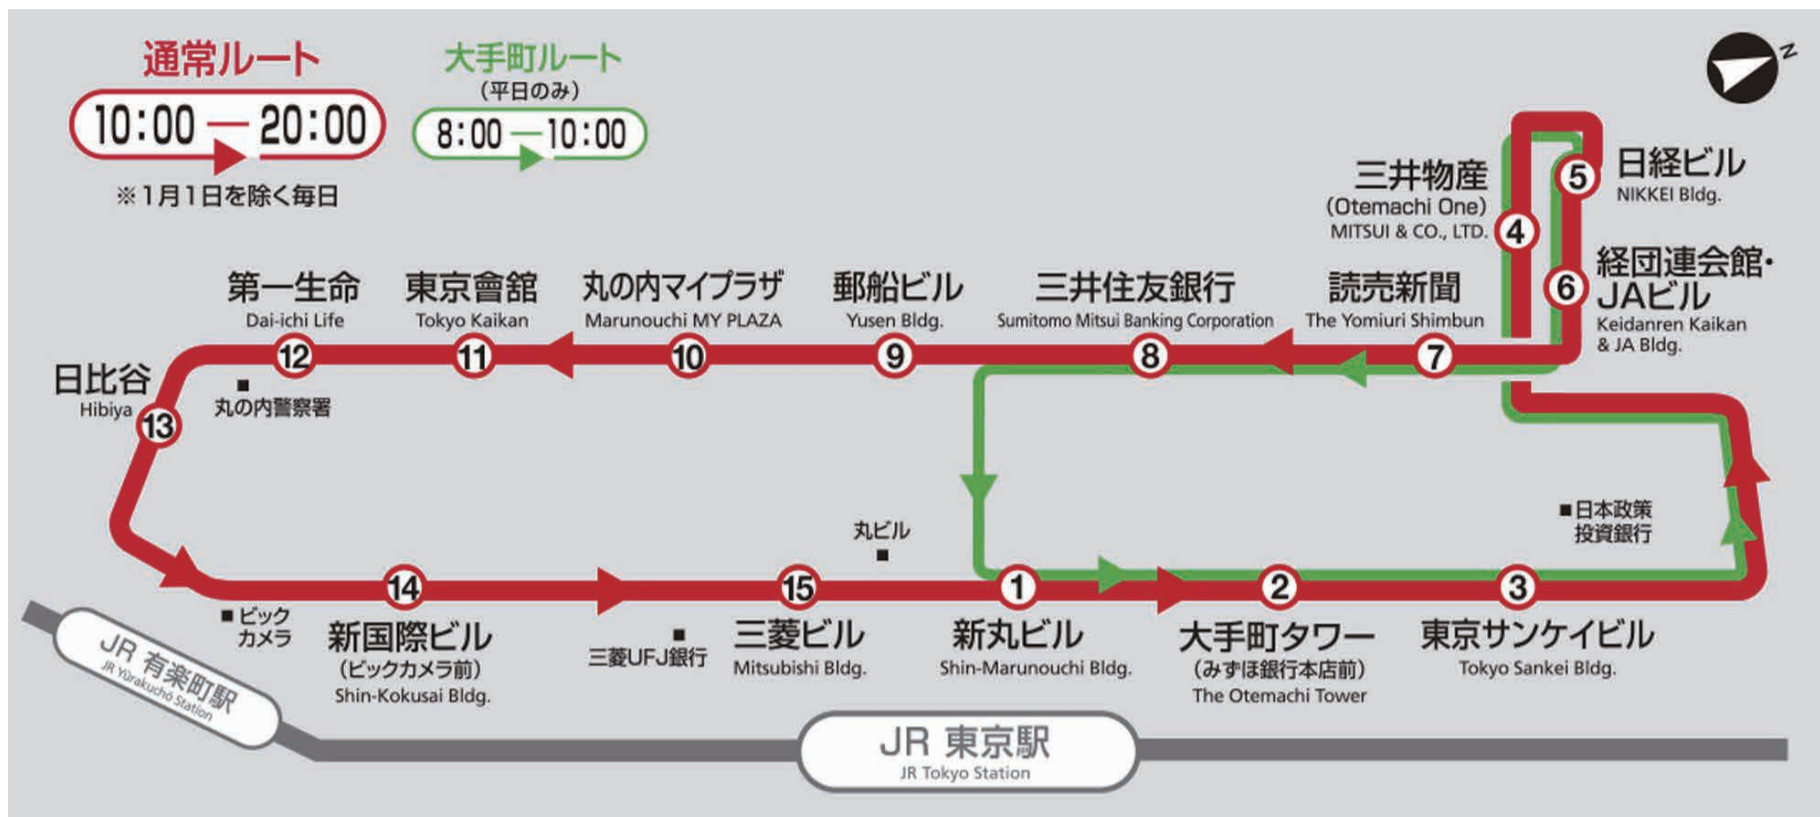 通常ルート
10:00 — 20:00
※1月1日を除く毎日
大手町ルート
(平日のみ)
8:00 — 10:00
N
三井物産
(Otemachi One)
MITSUI & CO., LTD.
4
5
日経ビル
NIKKEI Bldg.
6
経団連会館・
JAビル
Keidanren Kaikan
& JA Bldg.
第一生命
Dai-ichi Life
12
東京會舘
Tokyo Kaikan
11
丸の内マイプラザ
Marunouchi MY PLAZA
10
郵船ビル
Yusen Bldg.
9
三井住友銀行
Sumitomo Mitsui Banking Corporation
8
読売新聞
The Yomiuri Shimbun
7
日比谷
Hibiya
13
■
丸の内警察署
■日本政策
投資銀行
丸ビル
■
14
15
1
2
3
■ビック
カメラ
新国際ビル
(ビックカメラ前)
Shin-Kokusai Bldg.
■
三菱UFJ銀行
三菱ビル
Mitsubishi Bldg.
新丸ビル
Shin-Marunouchi Bldg.
大手町タワー
(みずほ銀行本店前)
The Otemachi Tower
東京サンケイビル
Tokyo Sankei Bldg.
JR 有楽町駅
JR Yūrakuchō Station
JR 東京駅
JR Tokyo Station